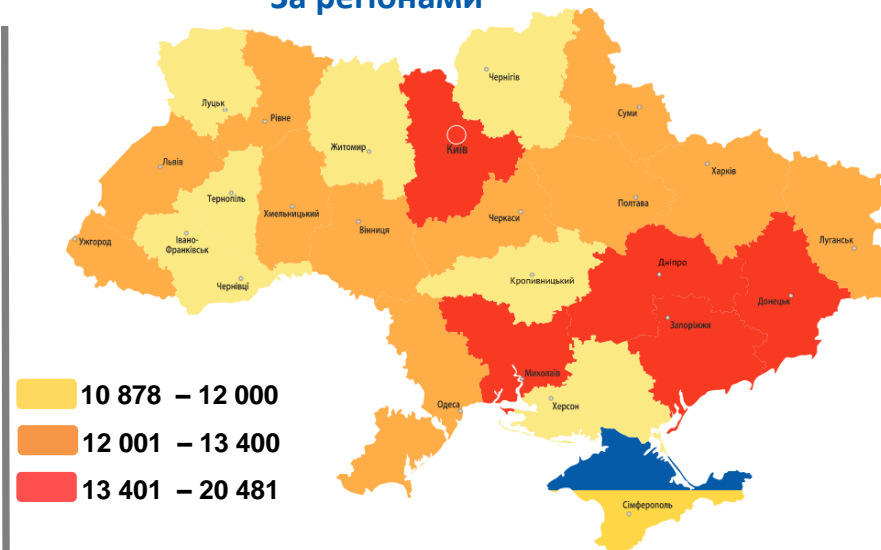 За регіонами
Чернігів
Луцьк
Рівне
Суми
Житомир
Київ
Львів
Харків
Тернопіль
Хмельницький
Полтава
Черкаси
Вінниця
Ужгород
Івано-
Франківськ
Луганськ
Дніпро
Чернівці
Кропивницький
Донецьк
Запоріжжя
Миколаїв
10 878 – 12 000
Одеса
Херсон
12 001 – 13 400
13 401 – 20 481
Сімферополь